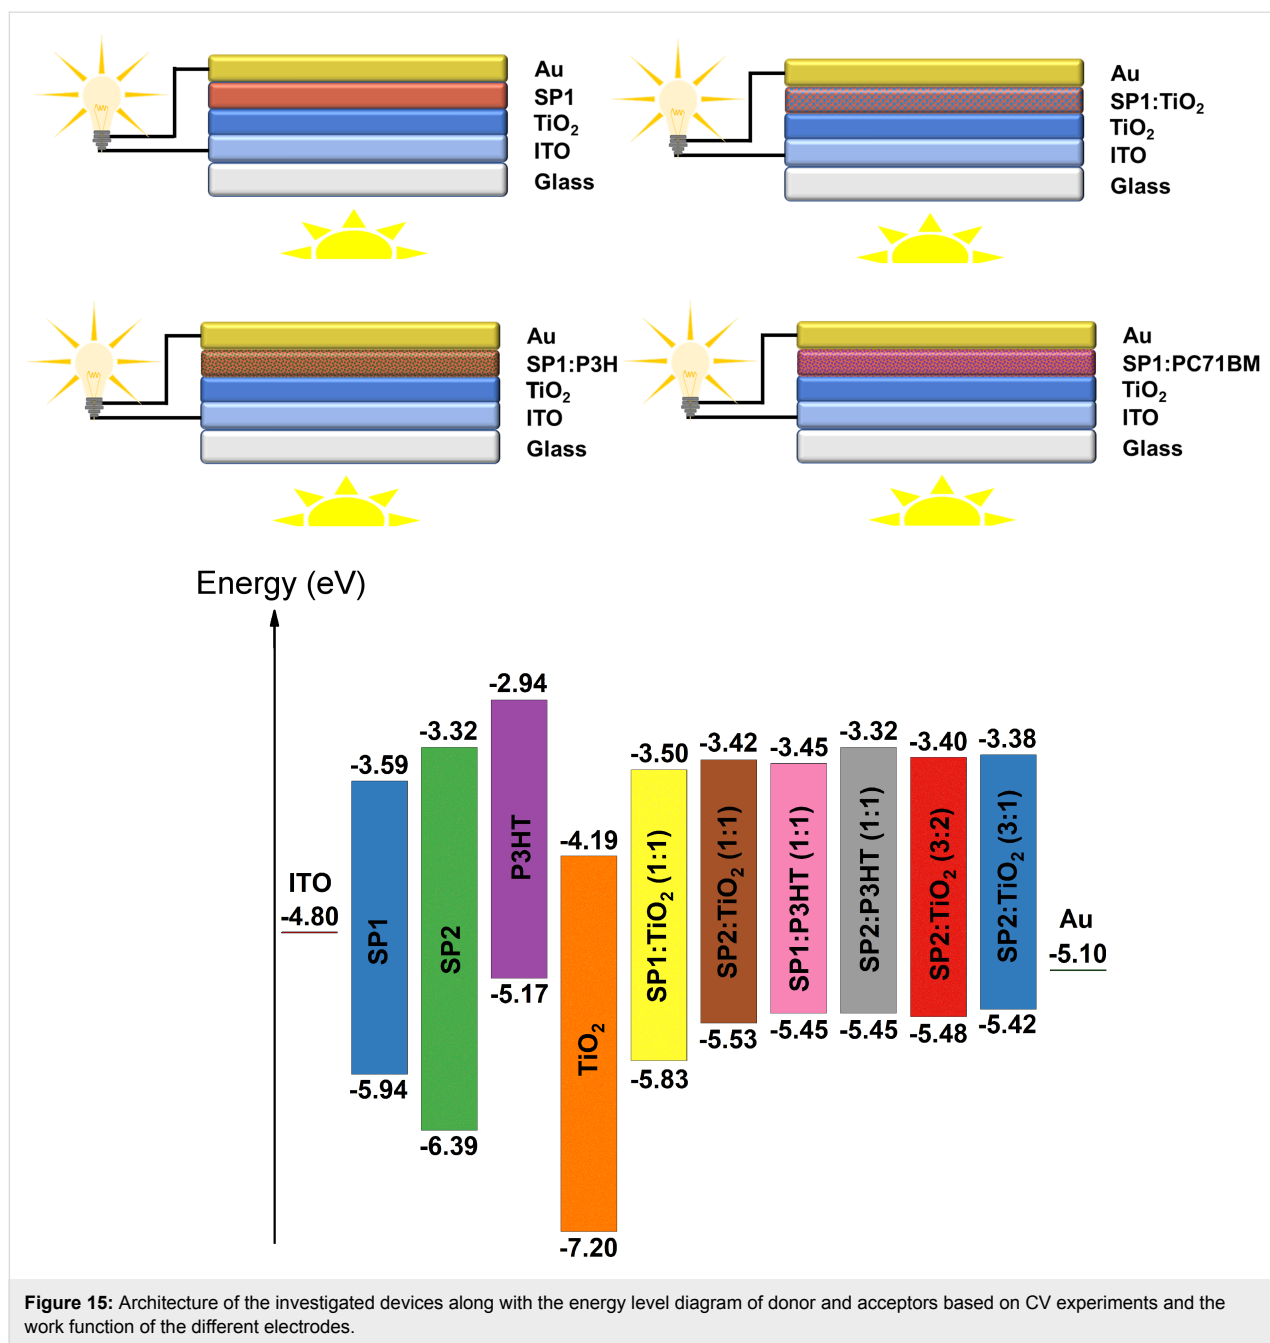 Au
SP1
TiO₂
ITO
Glass
Au
SP1:TiO₂
TiO₂
ITO
Glass
Au
SP1:P3H
TiO₂
ITO
Glass
Au
SP1:PC71BM
TiO₂
ITO
Glass
Energy (eV)
ITO
-4.80
-3.59
SP1
-5.94
-3.32
SP2
-6.39
-2.94
P3HT
-5.17
-4.19
TiO₂
-7.20
-3.50
SP1:TiO₂ (1:1)
-5.83
-3.42
SP2:TiO₂ (1:1)
-5.53
-3.45
SP1:P3HT (1:1)
-5.45
-3.32
SP2:P3HT (1:1)
-5.45
-3.40
SP2:TiO₂ (3:2)
-5.48
-3.38
SP2:TiO₂ (3:1)
-5.42
Au
-5.10
Figure 15: Architecture of the investigated devices along with the energy level diagram of donor and acceptors based on CV experiments and the
work function of the different electrodes.